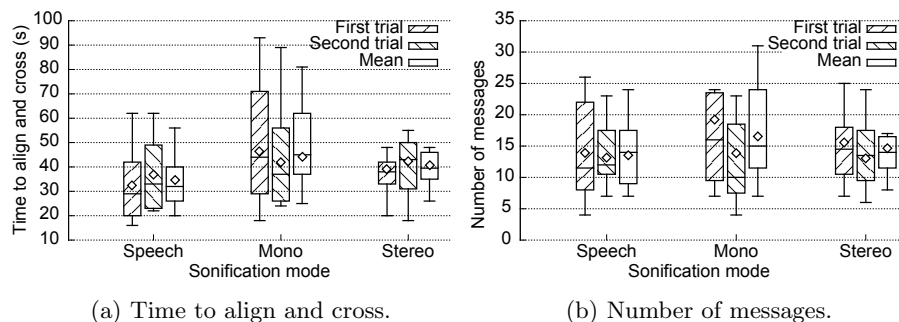 First trial
Second trial
Mean
Time to align and cross (s)
100
90
80
70
60
50
40
30
20
10
Speech
Mono
Stereo
Sonification mode
(a) Time to align and cross.
First trial
Second trial
Mean
Number of messages
35
30
25
20
15
10
5
0
Speech
Mono
Stereo
Sonification mode
(b) Number of messages.